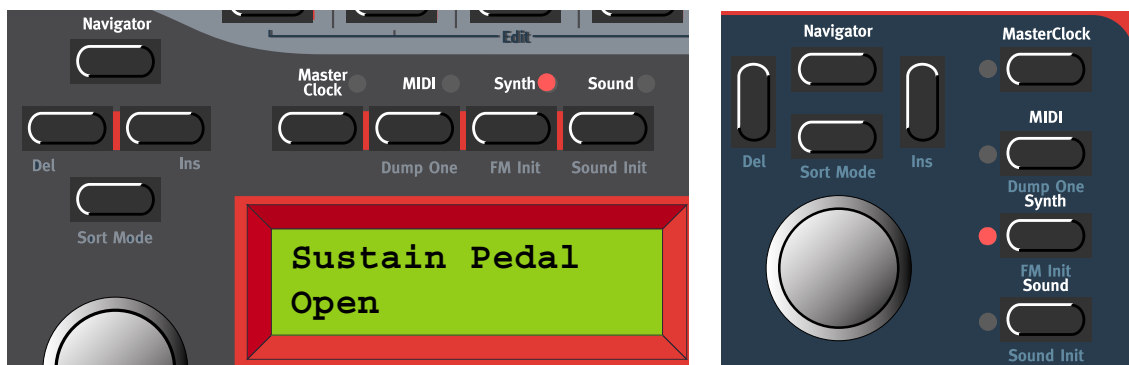 Navigator
Edit
Master
Clock
MIDI
Synth
Sound
Del
Ins
Dump One
FM Init
Sound Init
Sort Mode
Sustain Pedal
Open
Navigator
MasterClock
MIDI
Del
Sort Mode
Ins
Dump One
Synth
FM Init
Sound
Sound Init